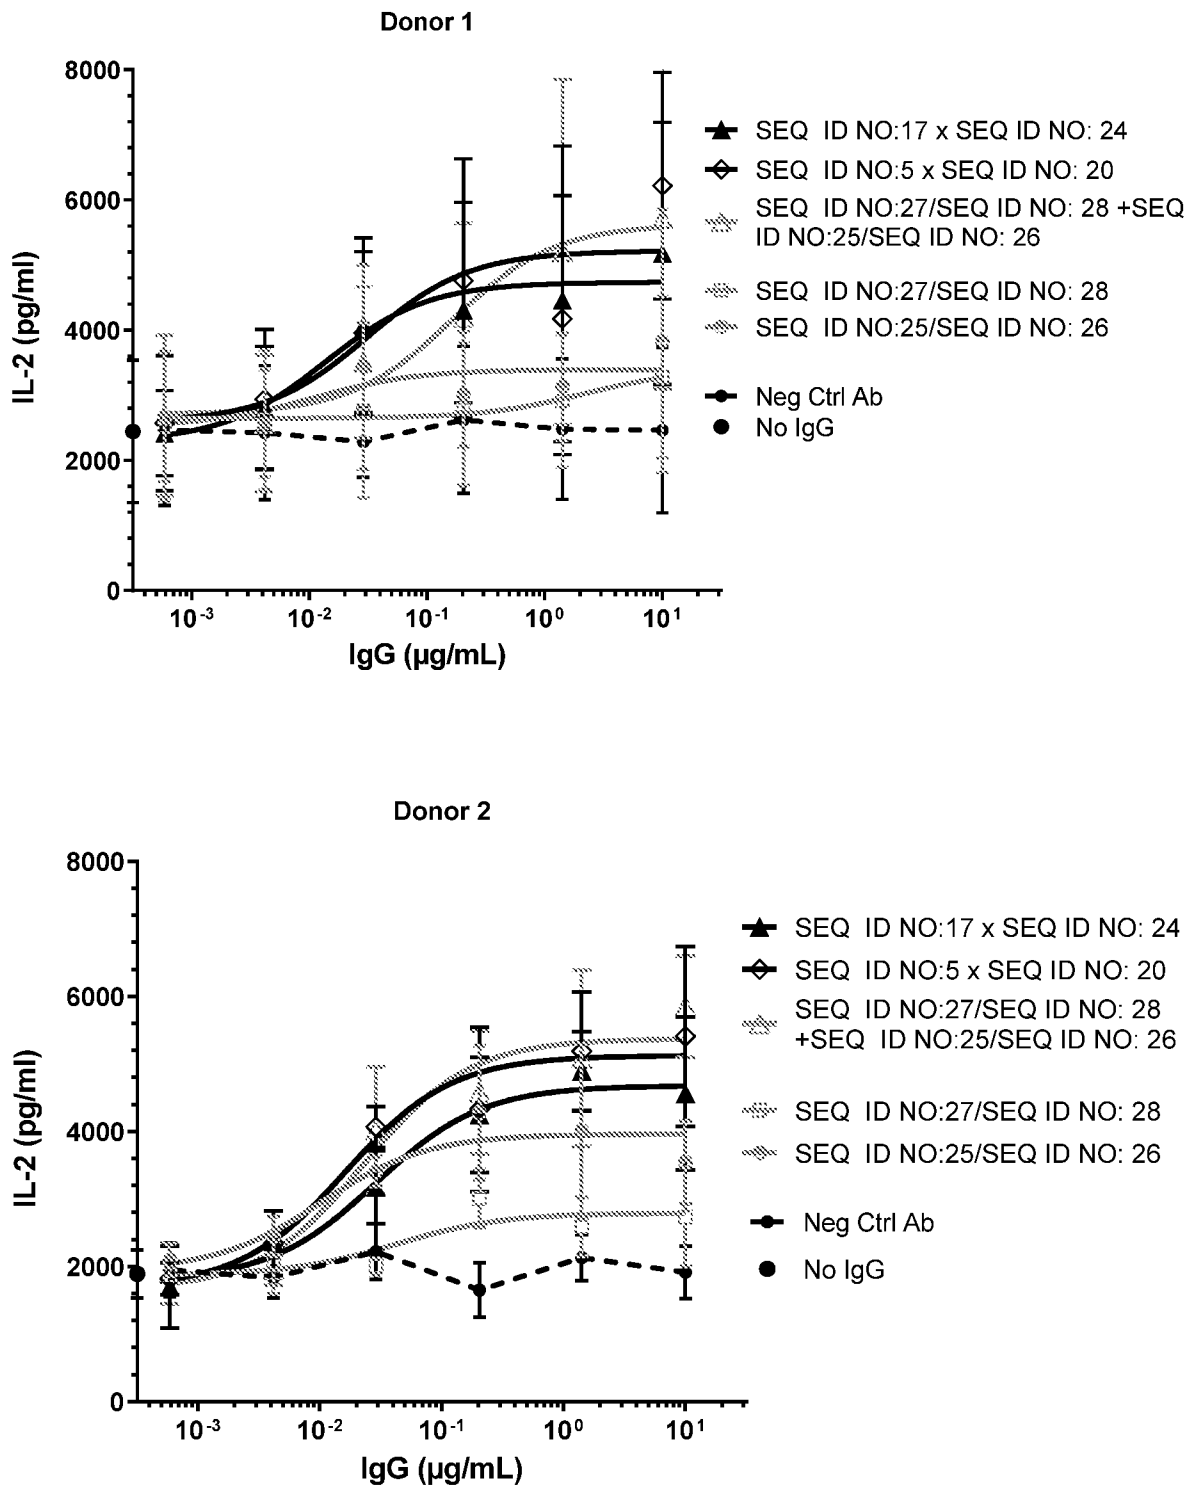 Donor 1
8000
6000
4000
2000
0
IL-2 (pg/ml)
10⁻³ 10⁻² 10⁻¹ 10⁰ 10¹
IgG (µg/mL)
SEQ ID NO:17 x SEQ ID NO: 24
SEQ ID NO:5 x SEQ ID NO: 20
SEQ ID NO:27/SEQ ID NO: 28 +SEQ
ID NO:25/SEQ ID NO: 26
SEQ ID NO:27/SEQ ID NO: 28
SEQ ID NO:25/SEQ ID NO: 26
Neg Ctrl Ab
No IgG
Donor 2
8000
6000
4000
2000
0
IL-2 (pg/ml)
10⁻³ 10⁻² 10⁻¹ 10⁰ 10¹
IgG (µg/mL)
SEQ ID NO:17 x SEQ ID NO: 24
SEQ ID NO:5 x SEQ ID NO: 20
SEQ ID NO:27/SEQ ID NO: 28
+SEQ ID NO:25/SEQ ID NO: 26
SEQ ID NO:27/SEQ ID NO: 28
SEQ ID NO:25/SEQ ID NO: 26
Neg Ctrl Ab
No IgG